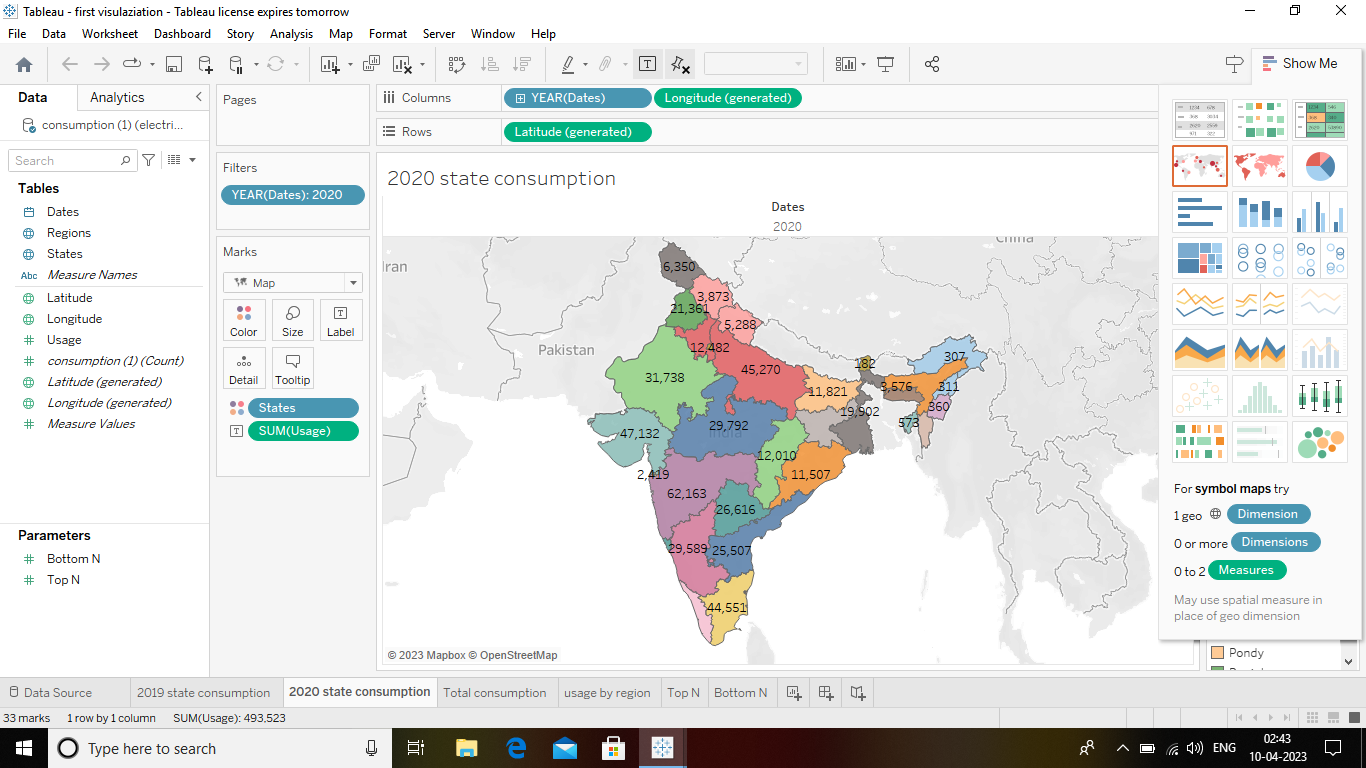 Tableau - first visulaziation - Tableau license expires tomorrow
File Data Worksheet Dashboard Story Analysis Map Format Server Window Help
Show Me
Data Analytics
consumption (1) (electri...
Search
Tables
Dates
Regions
States
Abc Measure Names
Latitude
Longitude
Usage
consumption (1) (Count)
Latitude (generated)
Longitude (generated)
Measure Values
Parameters
Bottom N
Top N
Pages
Filters
YEAR(Dates): 2020
Marks
Map
Color Size Label
Detail Tooltip
States
SUM(Usage)
Columns YEAR(Dates) Longitude (generated)
Rows Latitude (generated)
2020 state consumption
Dates
2020
China
Iran
6,350
3,873
21,361
5,288
Pakistan
12,482
45,270
307
182
31,738
3,576
311
11,821
360
19,902
573
47,132
29,792
India
12,010
2,419
11,507
62,163
26,616
29,589
25,507
44,551
© 2023 Mapbox © OpenStreetMap
For symbol maps try
1 geo Dimension
0 or more Dimensions
0 to 2 Measures
May use spatial measure in
place of geo dimension
Pondy
Data Source 2019 state consumption 2020 state consumption Total consumption usage by region Top N Bottom N
33 marks 1 row by 1 column SUM(Usage): 493,523
Type here to search
ENG
02:43
10-04-2023